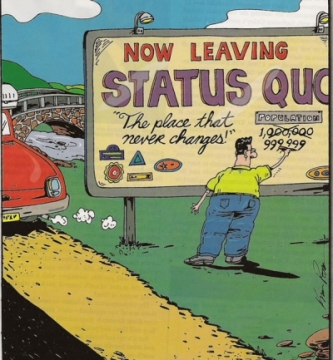 NOW LEAVING
STATUS QUO
"The place that
never changes!"
POPULATION
1,000,000
999,999